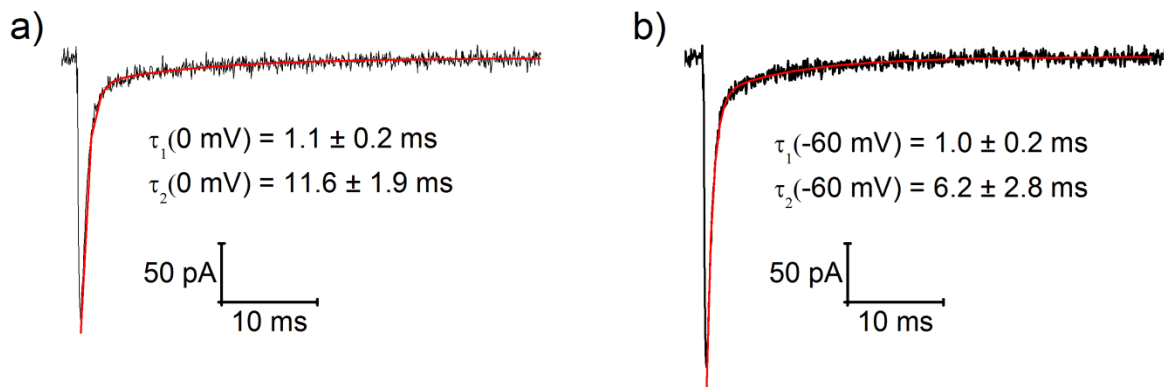 a)
τ₁(0 mV) = 1.1 ± 0.2 ms
τ₂(0 mV) = 11.6 ± 1.9 ms
50 pA
10 ms
b)
τ₁(-60 mV) = 1.0 ± 0.2 ms
τ₂(-60 mV) = 6.2 ± 2.8 ms
50 pA
10 ms